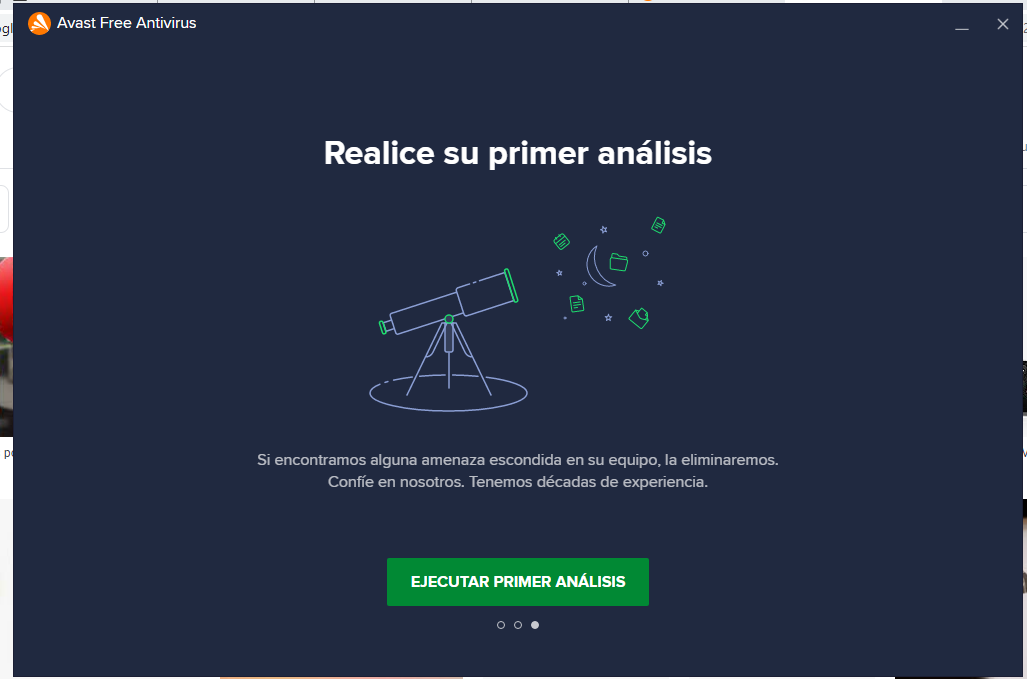 Avast Free Antivirus
Realice su primer análisis
Si encontramos alguna amenaza escondida en su equipo, la eliminaremos.
Confíe en nosotros. Tenemos décadas de experiencia.
EJECUTAR PRIMER ANÁLISIS